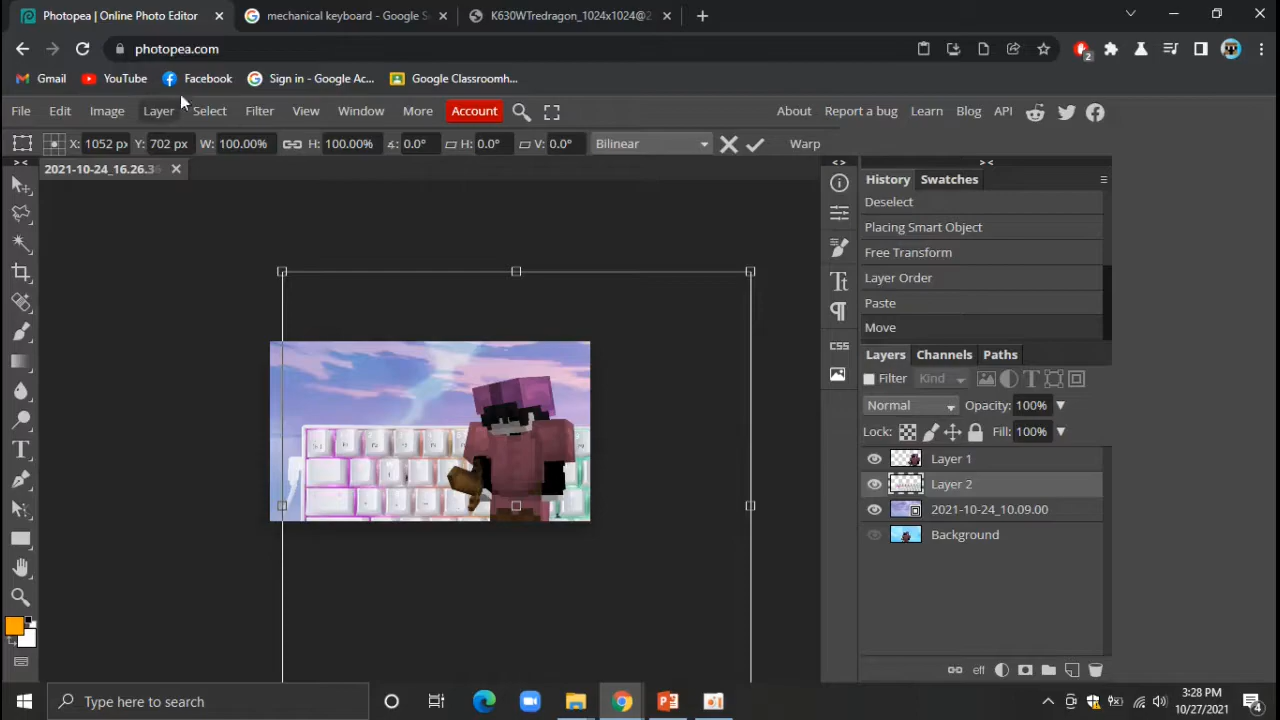 Photopea | Online Photo Editor
mechanical keyboard - Google S
K630WTredragon_1024x1024@2
photopea.com
2
Gmail
YouTube
Facebook
Sign in - Google Ac...
Google Classroomh...
File Edit Image Layer Select Filter View Window More Account About Report a bug Learn Blog API
X: 1052 px Y: 702 px W: 100.00% H: 100.00% ∡: 0.0° H: 0.0° V: 0.0° Bilinear Warp
> <
<>
> <
2021-10-24_16.26.3
History Swatches
Deselect
Placing Smart Object
Free Transform
Layer Order
Paste
Move
CSS
Layers Channels Paths
Filter Kind
Normal Opacity: 100%
Lock: Fill: 100%
Layer 1
Layer 2
2021-10-24_10.09.00
Background
eff
Type here to search
3:28 PM
10/27/2021
4